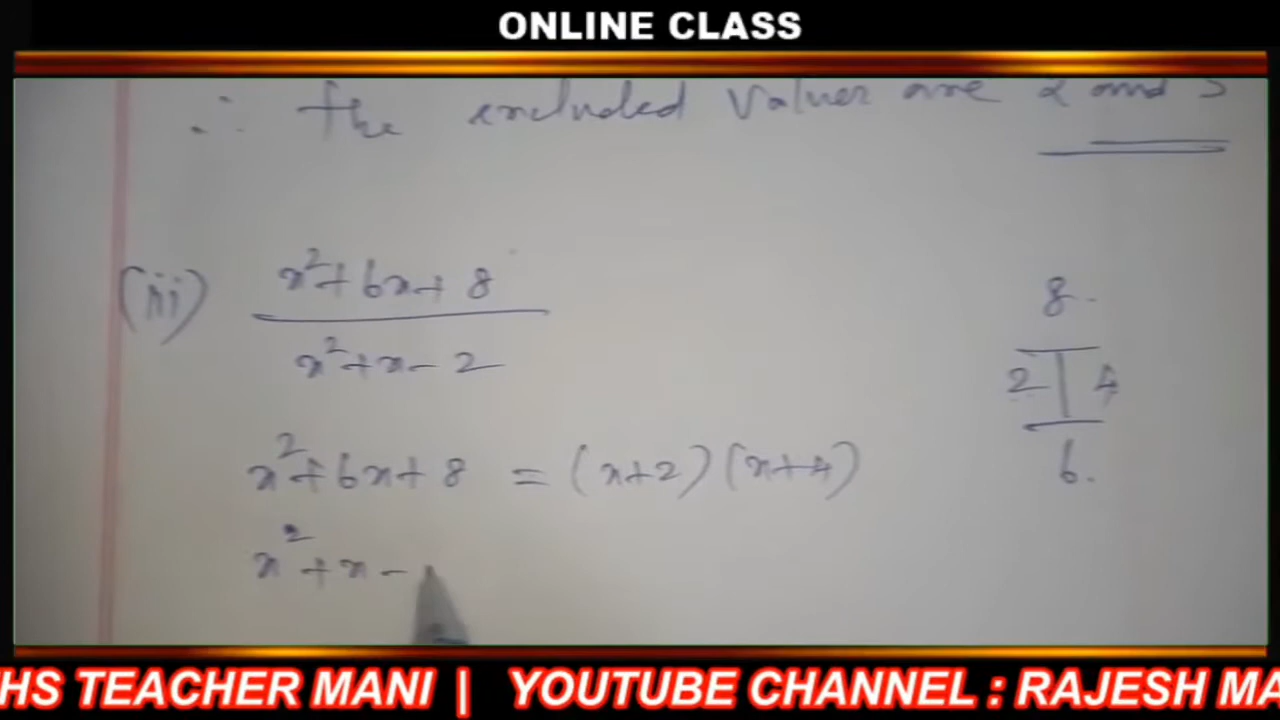 ONLINE CLASS
∴ the excluded values are 2 and 3
(iii) x²+6x+8 8.
x²+x-2 2 4
6.
x²+6x+8 = (x+2)(x+4)
x²+x-
HS TEACHER MANI | YOUTUBE CHANNEL : RAJESH MA